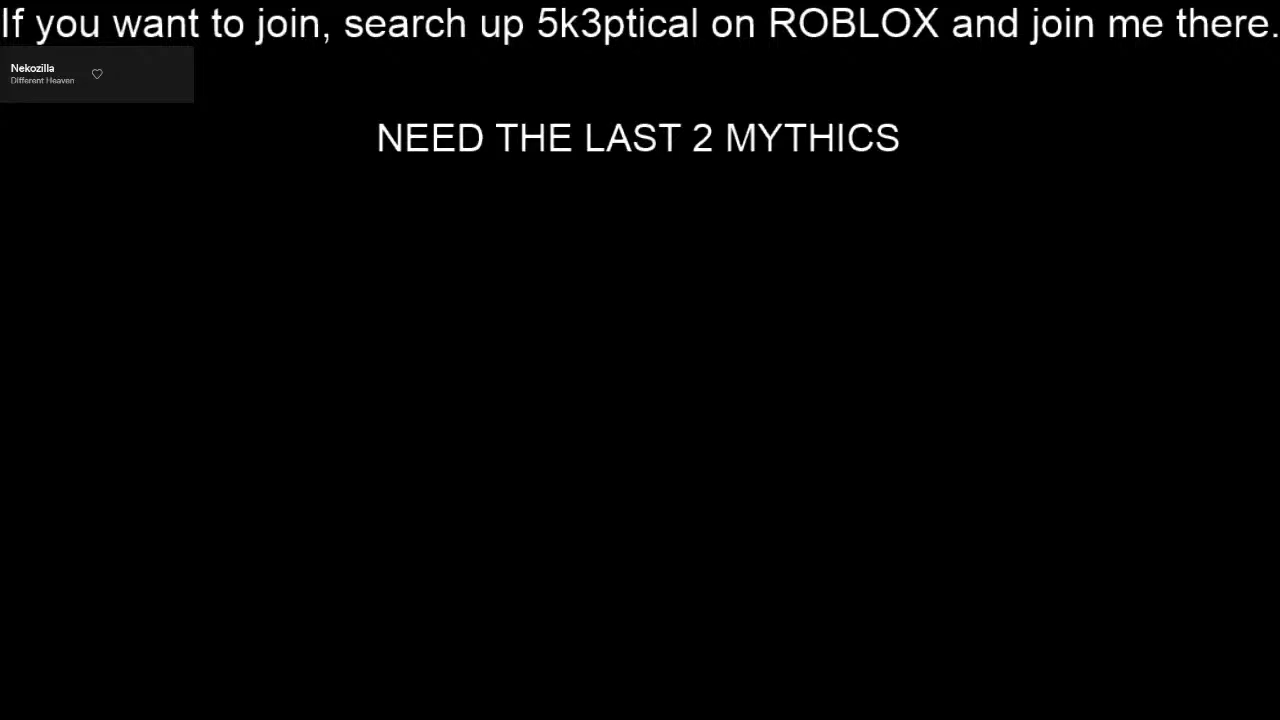 If you want to join, search up 5k3ptical on ROBLOX and join me there.
Nekozilla
Different Heaven
NEED THE LAST 2 MYTHICS